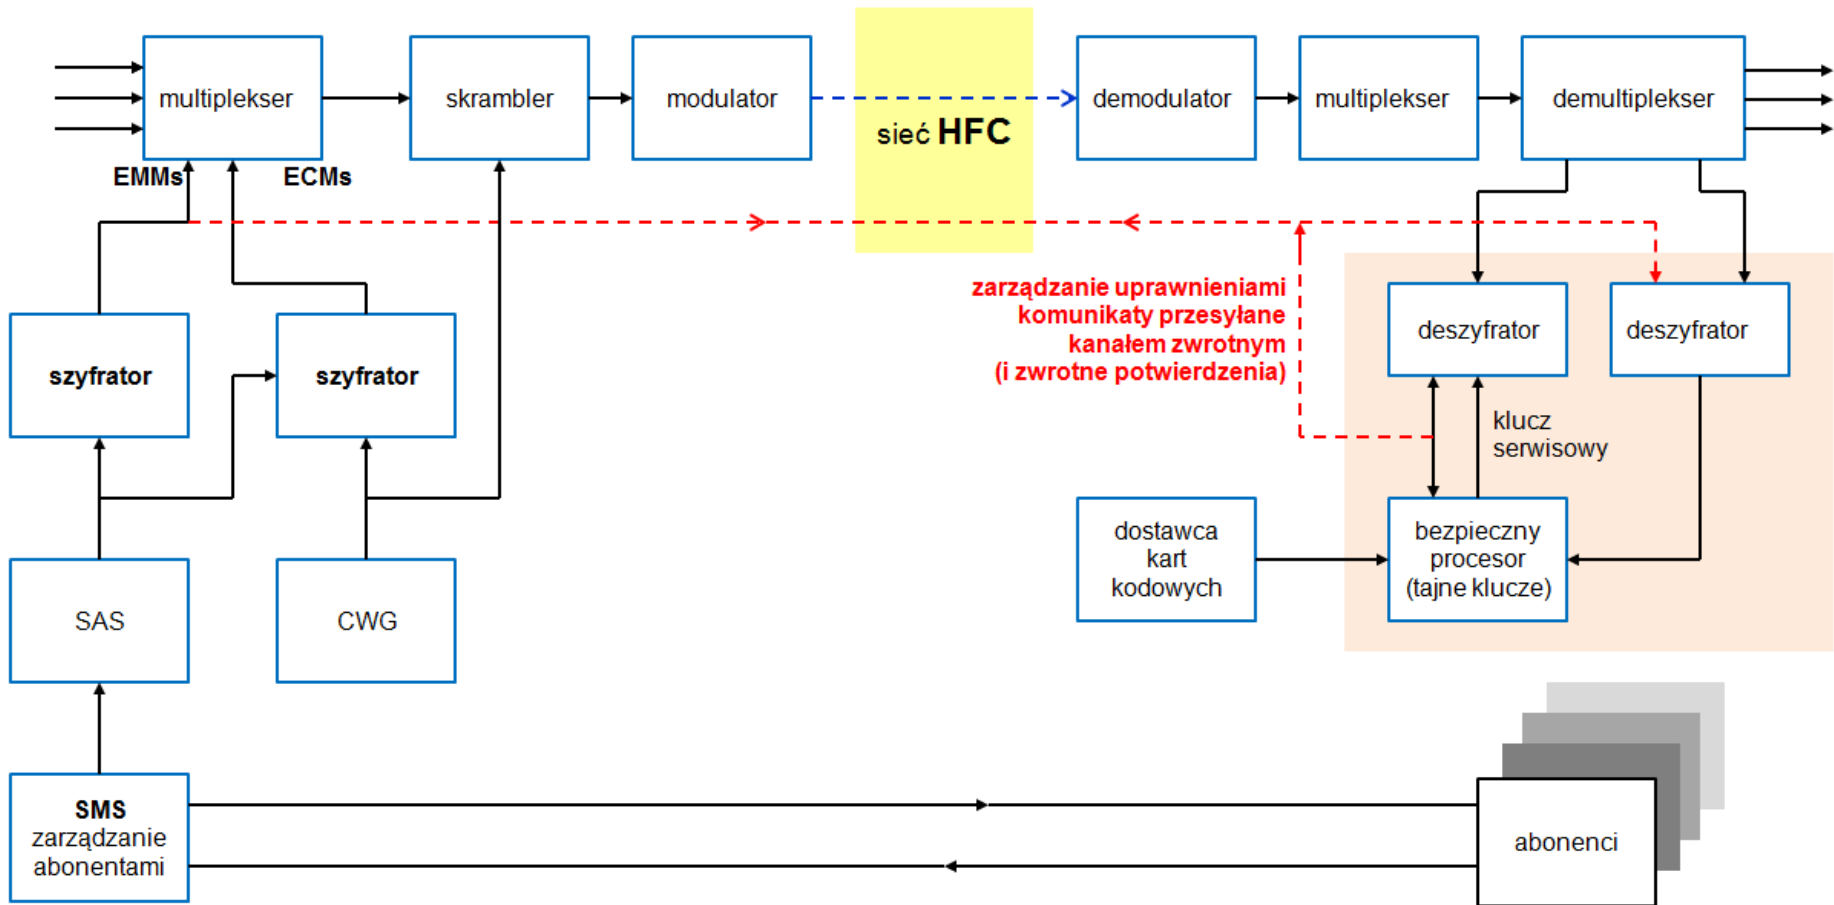 multiplekser
skrambler
modulator
sieć HFC
demodulator
multiplekser
demultiplekser
EMMs
ECMs
zarządzanie uprawnieniami
komunikaty przesyłane
kanałem zwrotnym
(i zwrotne potwierdzenia)
szyfrator
szyfrator
deszyfrator
deszyfrator
klucz
serwisowy
SAS
CWG
dostawca
kart
kodowych
bezpieczny
procesor
(tajne klucze)
SMS
zarządzanie
abonentami
abonenci